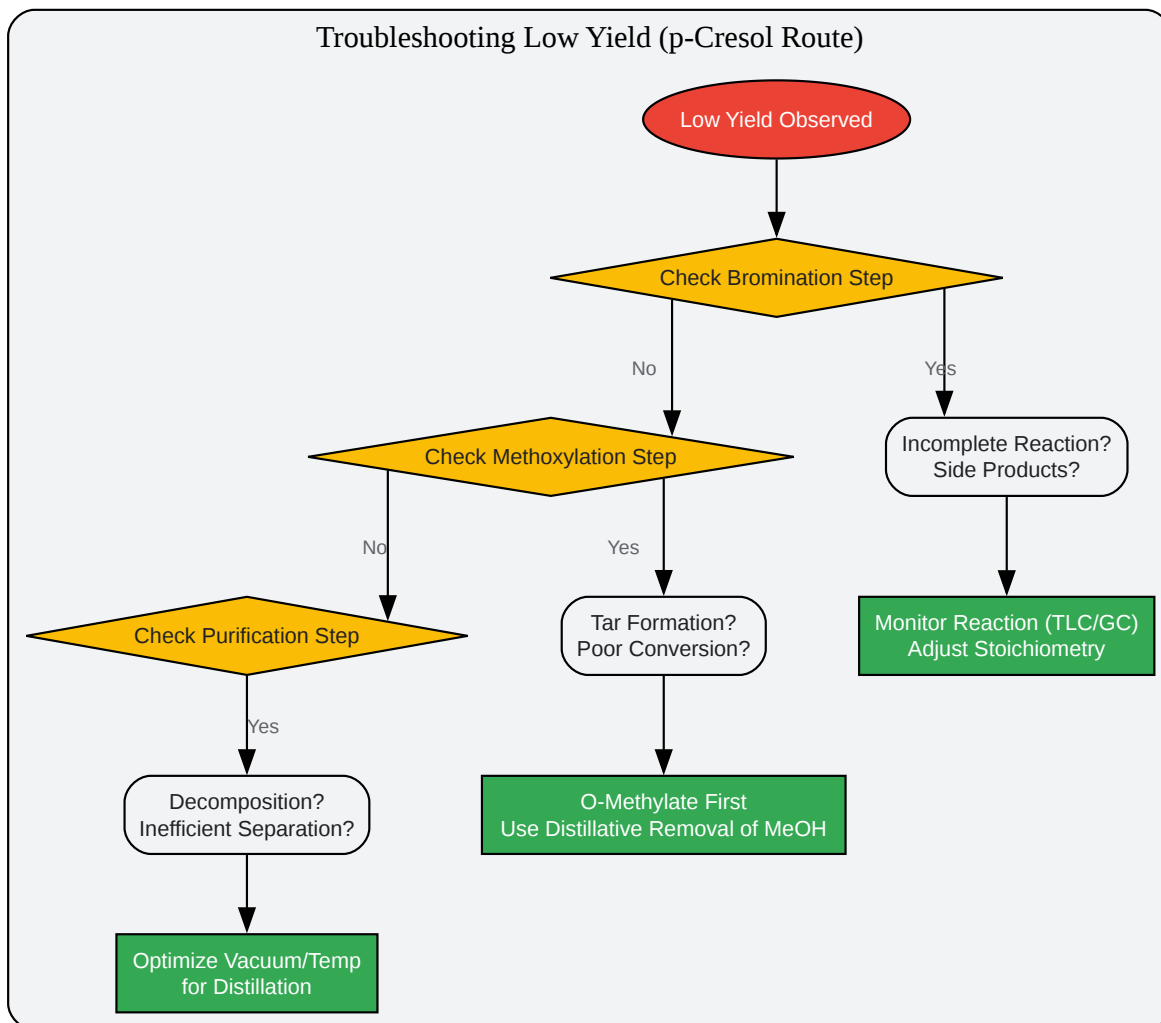 Troubleshooting Low Yield (p-Cresol Route)
Low Yield Observed
Check Bromination Step
No
Yes
Check Methoxylation Step
Incomplete Reaction?
Side Products?
No
Yes
Check Purification Step
Tar Formation?
Poor Conversion?
Monitor Reaction (TLC/GC)
Adjust Stoichiometry
Yes
Decomposition?
Inefficient Separation?
O-Methylate First
Use Distillative Removal of MeOH
Optimize Vacuum/Temp
for Distillation